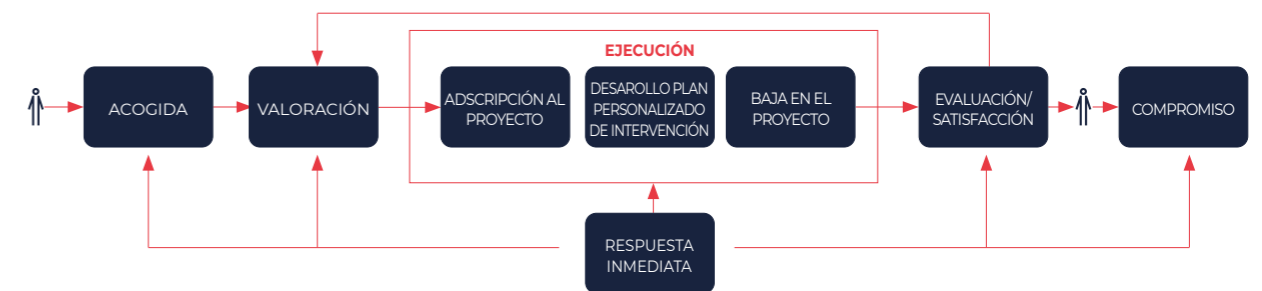 EJECUCIÓN
ACOGIDA
VALORACIÓN
ADSCRIPCIÓN AL
PROYECTO
DESAROLLO PLAN
PERSONALIZADO
DE INTERVENCIÓN
BAJA EN EL
PROYECTO
EVALUACIÓN/
SATISFACCIÓN
COMPROMISO
RESPUESTA
INMEDIATA